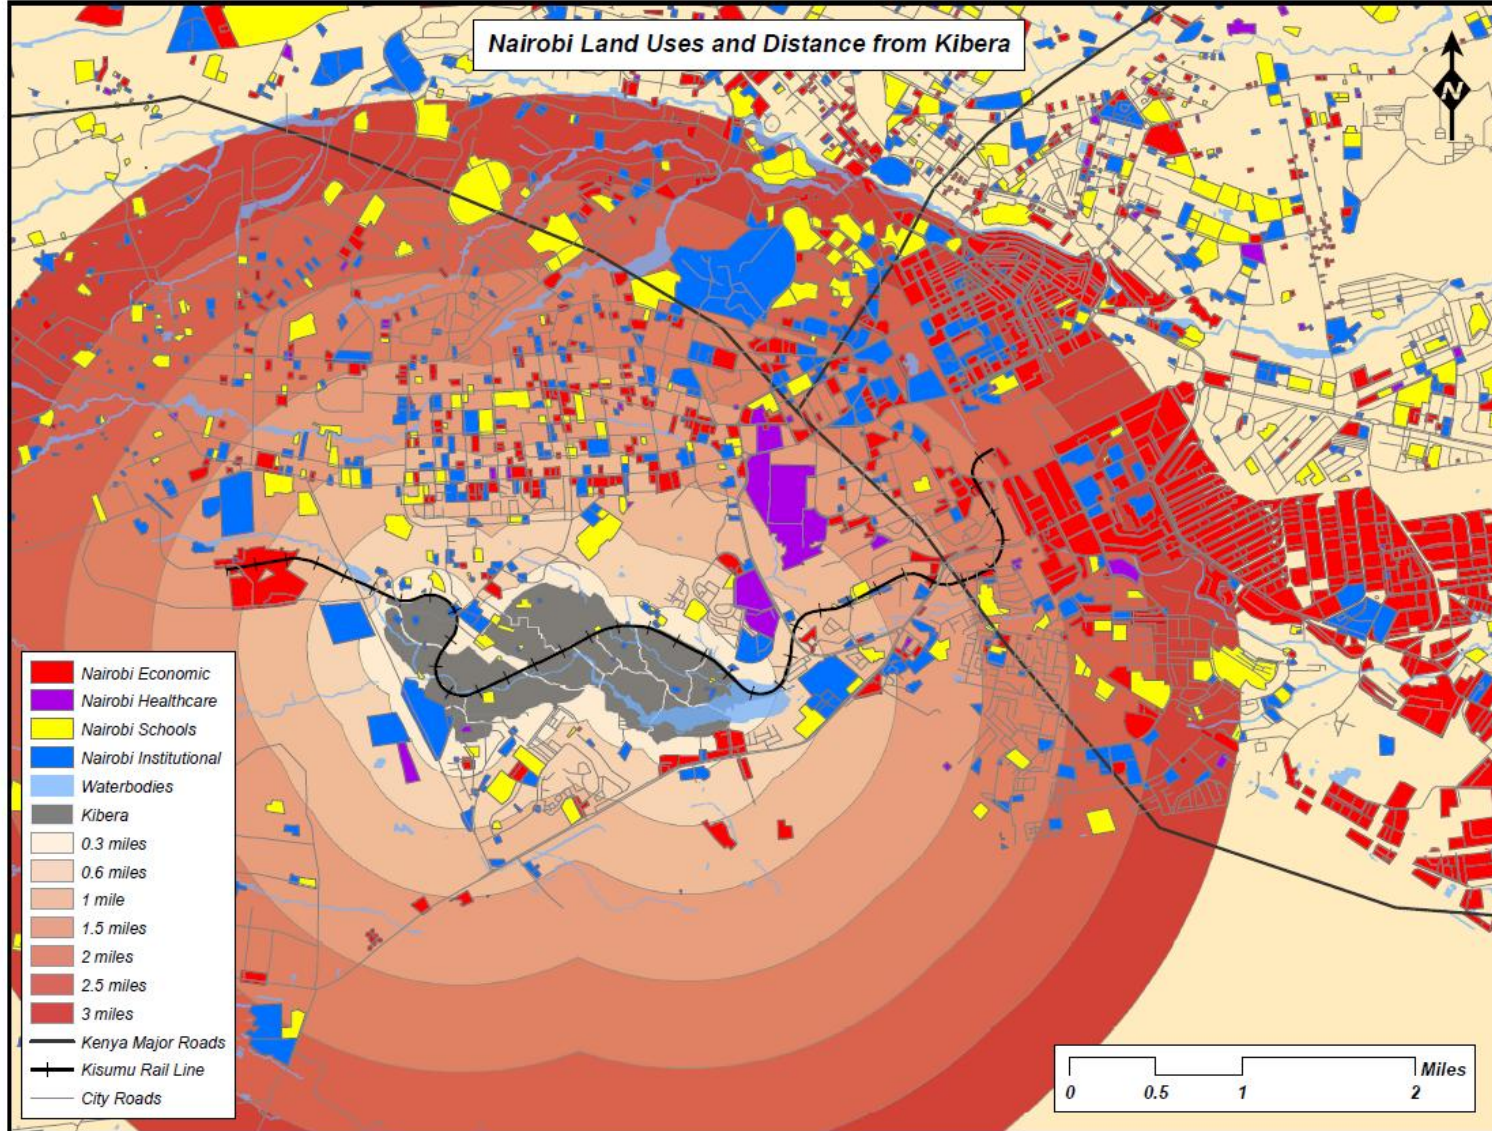 Nairobi Land Uses and Distance from Kibera
N
Nairobi Economic
Nairobi Healthcare
Nairobi Schools
Nairobi Institutional
Waterbodies
Kibera
0.3 miles
0.6 miles
1 mile
1.5 miles
2 miles
2.5 miles
3 miles
Kenya Major Roads
Kisumu Rail Line
City Roads
Miles
0 0.5 1 2